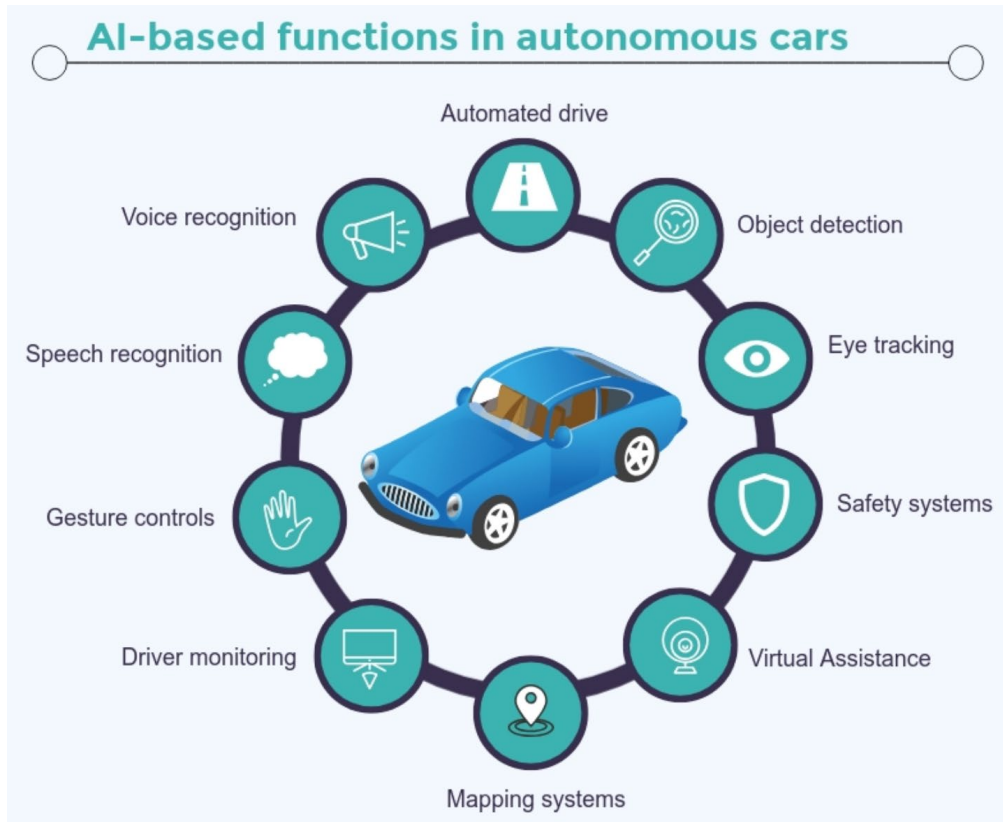 AI-based functions in autonomous cars
Automated drive
Voice recognition
Object detection
Speech recognition
Eye tracking
Gesture controls
Safety systems
Driver monitoring
Virtual Assistance
Mapping systems